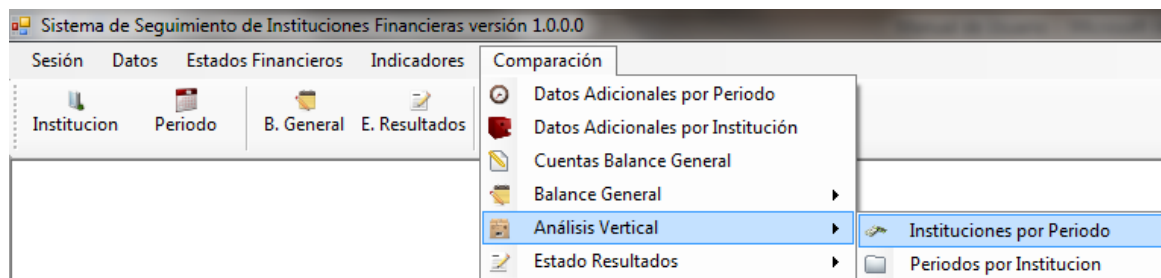 Sistema de Seguimiento de Instituciones Financieras versión 1.0.0.0
Sesión Datos Estados Financieros Indicadores Comparación
Institucion Periodo B. General E. Resultados
Datos Adicionales por Periodo
Datos Adicionales por Institución
Cuentas Balance General
Balance General
Análisis Vertical
Instituciones por Periodo
Estado Resultados
Periodos por Institucion